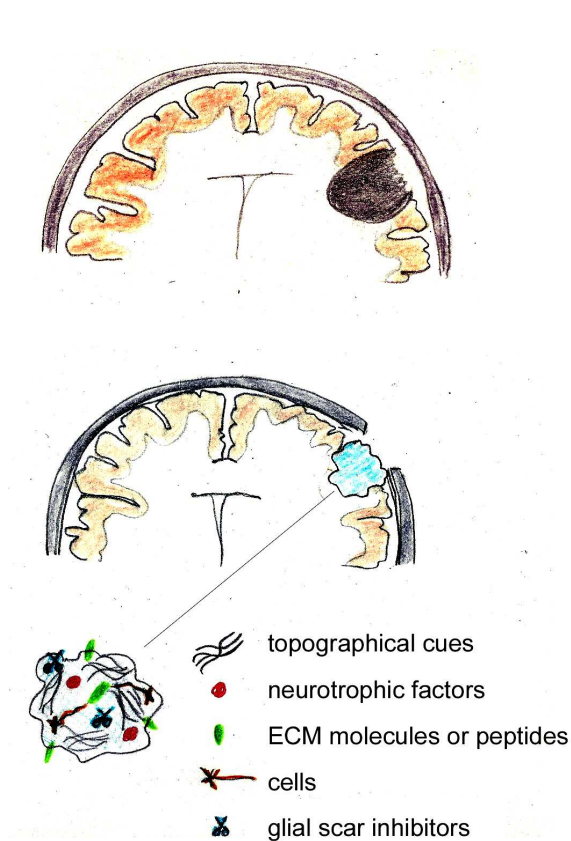 topographical cues
neurotrophic factors
ECM molecules or peptides
cells
glial scar inhibitors